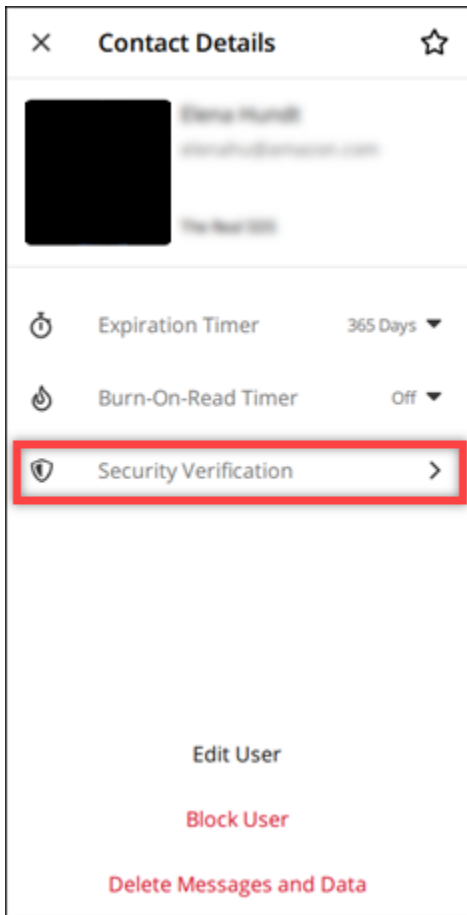 Contact Details
Expiration Timer 365 Days
Burn-On-Read Timer Off
Security Verification
Edit User
Block User
Delete Messages and Data